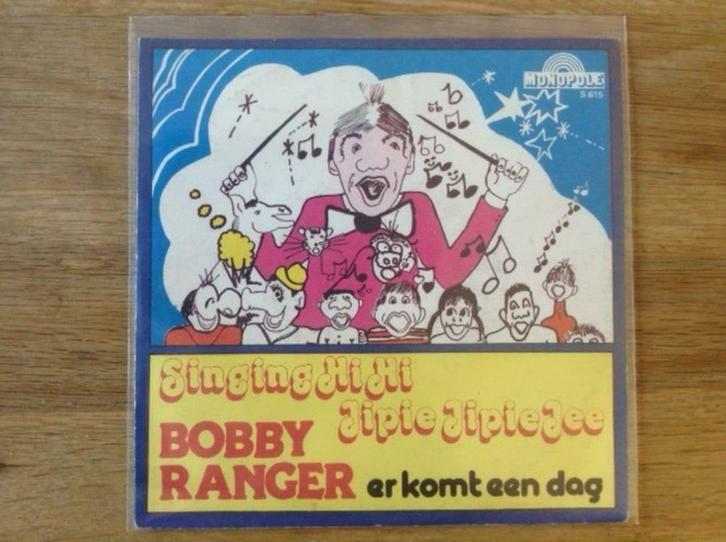 MONOPOLE
S 615
Singing Hi Hi
Jipie Jipie Jee
BOBBY
RANGER er komt een dag